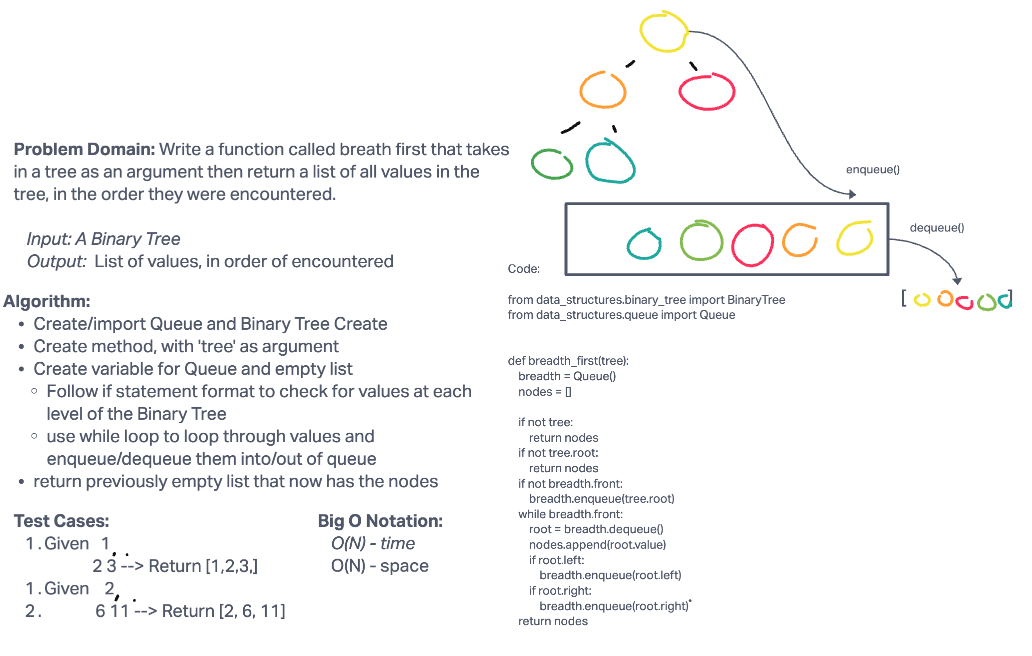 Problem Domain: Write a function called breath first that takes
in a tree as an argument then return a list of all values in the
tree, in the order they were encountered.
Input: A Binary Tree
Output: List of values, in order of encountered
Algorithm:
• Create/import Queue and Binary Tree Create
• Create method, with 'tree' as argument
• Create variable for Queue and empty list
◦ Follow if statement format to check for values at each
level of the Binary Tree
◦ use while loop to loop through values and
enqueue/dequeue them into/out of queue
• return previously empty list that now has the nodes
Test Cases:
1. Given 1
2 3 --> Return [1,2,3,]
1. Given 2
2. 6 11 --> Return [2, 6, 11]
Big O Notation:
O(N) - time
O(N) - space
enqueue()
dequeue()
[ ]
Code:
from data_structures.binary_tree import BinaryTree
from data_structures.queue import Queue
def breadth_first(tree):
breadth = Queue()
nodes = []
if not tree:
return nodes
if not tree.root:
return nodes
if not breadth.front:
breadth.enqueue(tree.root)
while breadth.front:
root = breadth.dequeue()
nodes.append(root.value)
if root.left:
breadth.enqueue(root.left)
if root.right:
breadth.enqueue(root.right)
return nodes